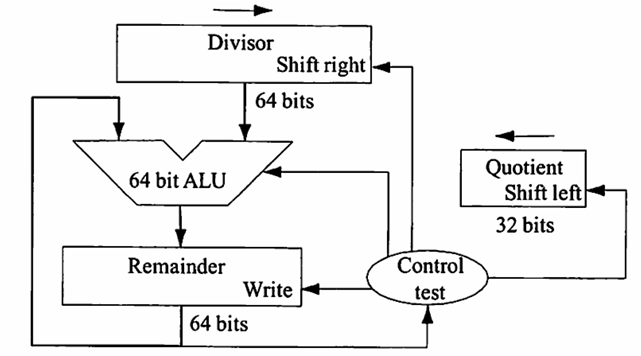 Divisor
Shift right
64 bits
64 bit ALU
Quotient
Shift left
32 bits
Remainder
Write
Control
test
64 bits